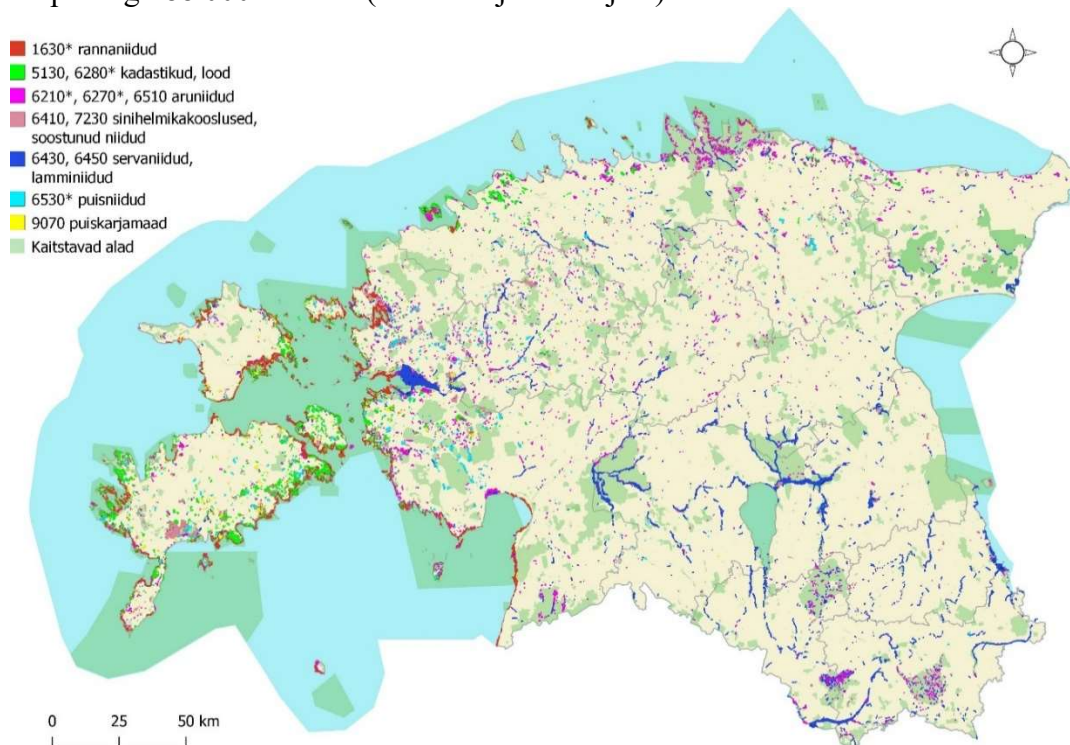 1630* rannaniidud
5130, 6280* kadastikud, lood
6210*, 6270*, 6510 aruniidud
6410, 7230 sinihelmikakooslused,
soostunud niidud
6430, 6450 servaniidud,
lamminiidud
6530* puisniidud
9070 puiskarjamaad
Kaitstavad alad
0 25 50 km